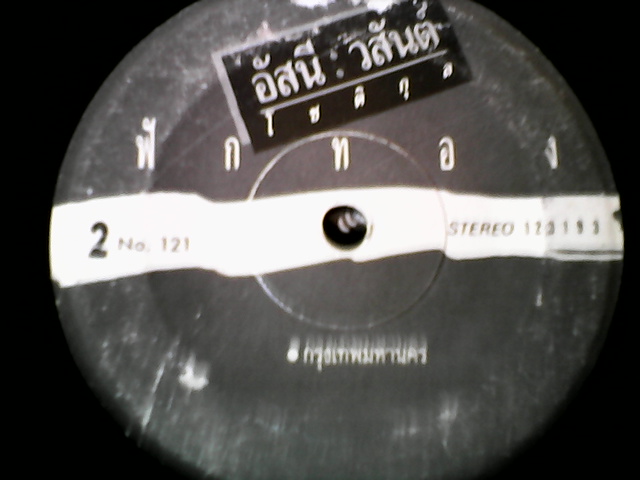 อัสนี : วสันต์
โชติกุล
ฟักทอง
2 No. 121
STEREO 123193
กรุงเทพมหานคร